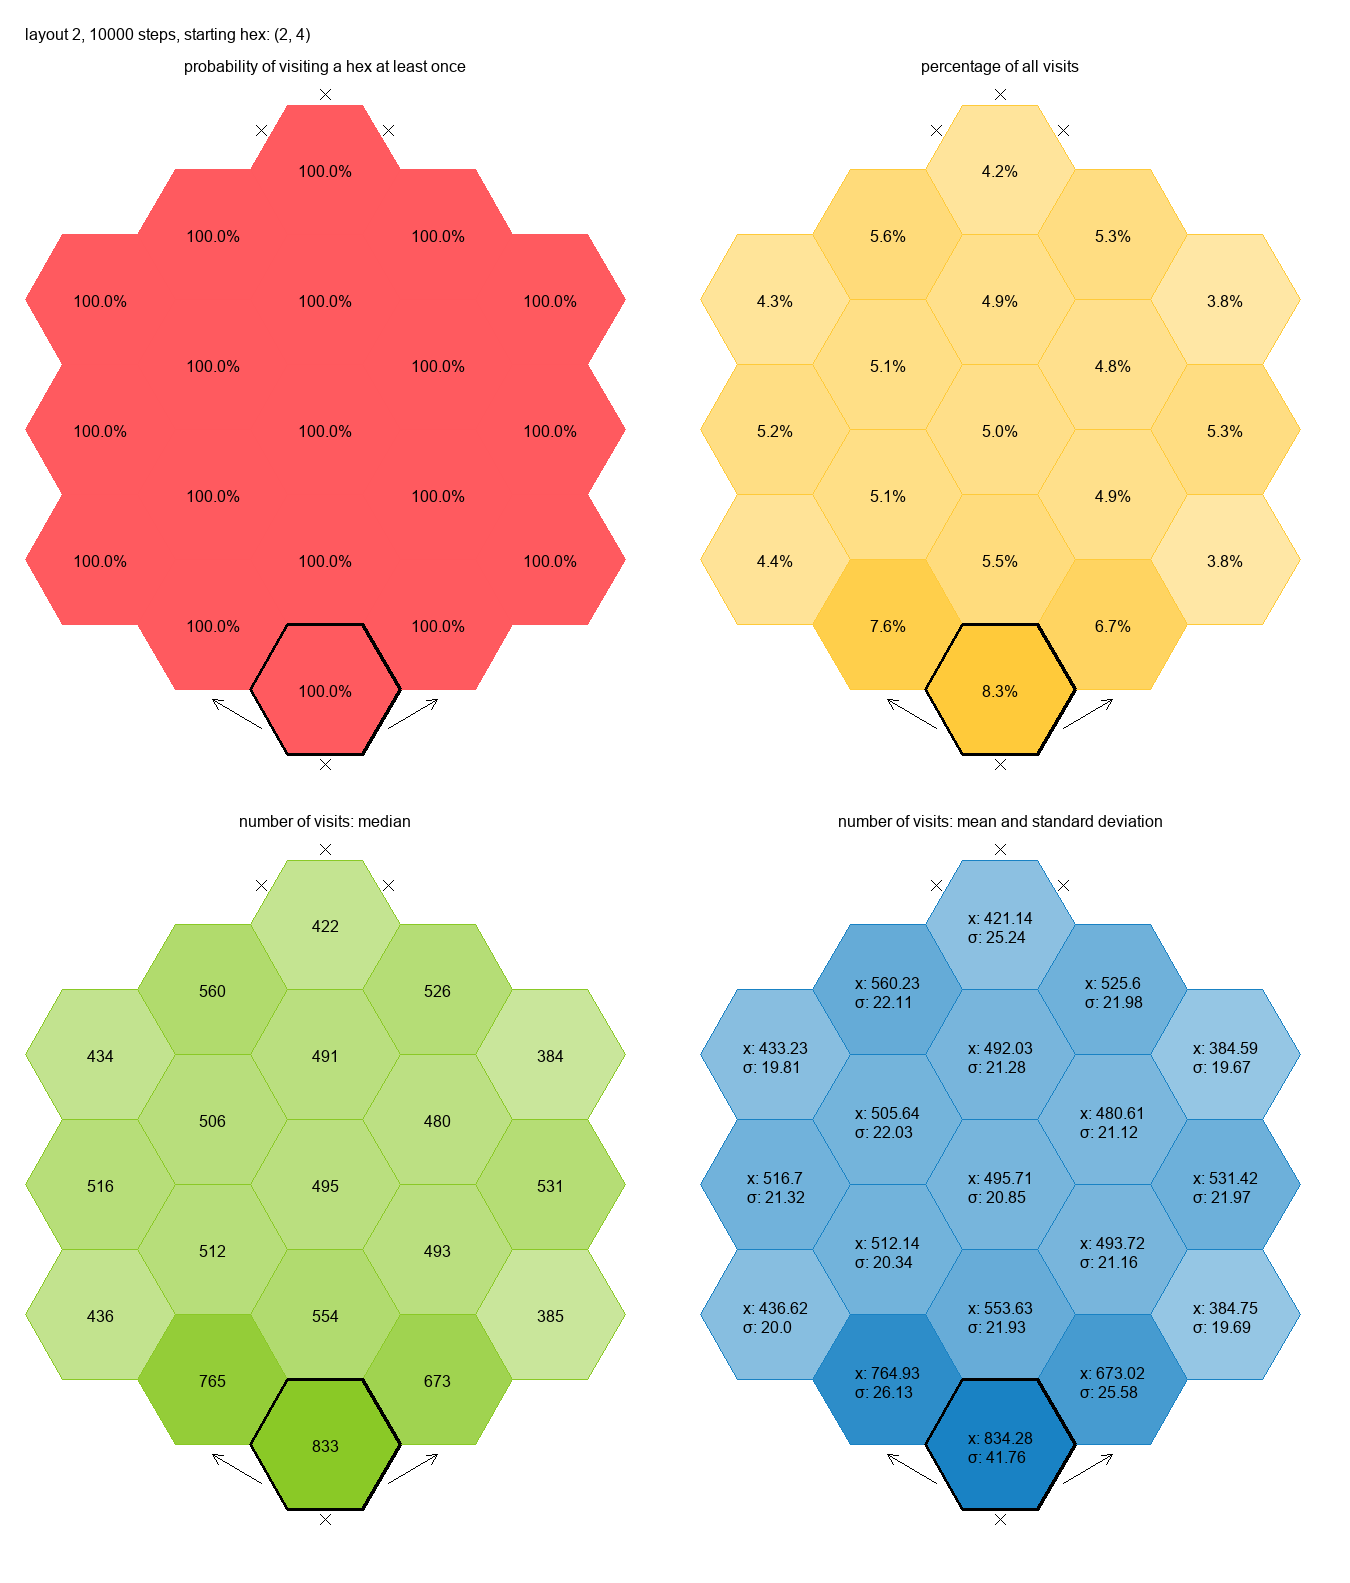 layout 2, 10000 steps, starting hex: (2, 4)
probability of visiting a hex at least once
100.0%
100.0% 100.0%
100.0% 100.0% 100.0%
100.0% 100.0%
100.0% 100.0% 100.0%
100.0% 100.0%
100.0% 100.0% 100.0%
100.0% 100.0%
100.0%
percentage of all visits
4.2%
5.6% 5.3%
4.3% 4.9% 3.8%
5.1% 4.8%
5.2% 5.0% 5.3%
5.1% 4.9%
4.4% 5.5% 3.8%
7.6% 6.7%
8.3%
number of visits: median
422
560 526
434 491 384
506 480
516 495 531
512 493
436 554 385
765 673
833
number of visits: mean and standard deviation
x: 421.14
σ: 25.24
x: 560.23 x: 525.6
σ: 22.11 σ: 21.98
x: 433.23 x: 492.03 x: 384.59
σ: 19.81 σ: 21.28 σ: 19.67
x: 505.64 x: 480.61
σ: 22.03 σ: 21.12
x: 516.7 x: 495.71 x: 531.42
σ: 21.32 σ: 20.85 σ: 21.97
x: 512.14 x: 493.72
σ: 20.34 σ: 21.16
x: 436.62 x: 553.63 x: 384.75
σ: 20.0 σ: 21.93 σ: 19.69
x: 764.93 x: 673.02
σ: 26.13 σ: 25.58
x: 834.28
σ: 41.76